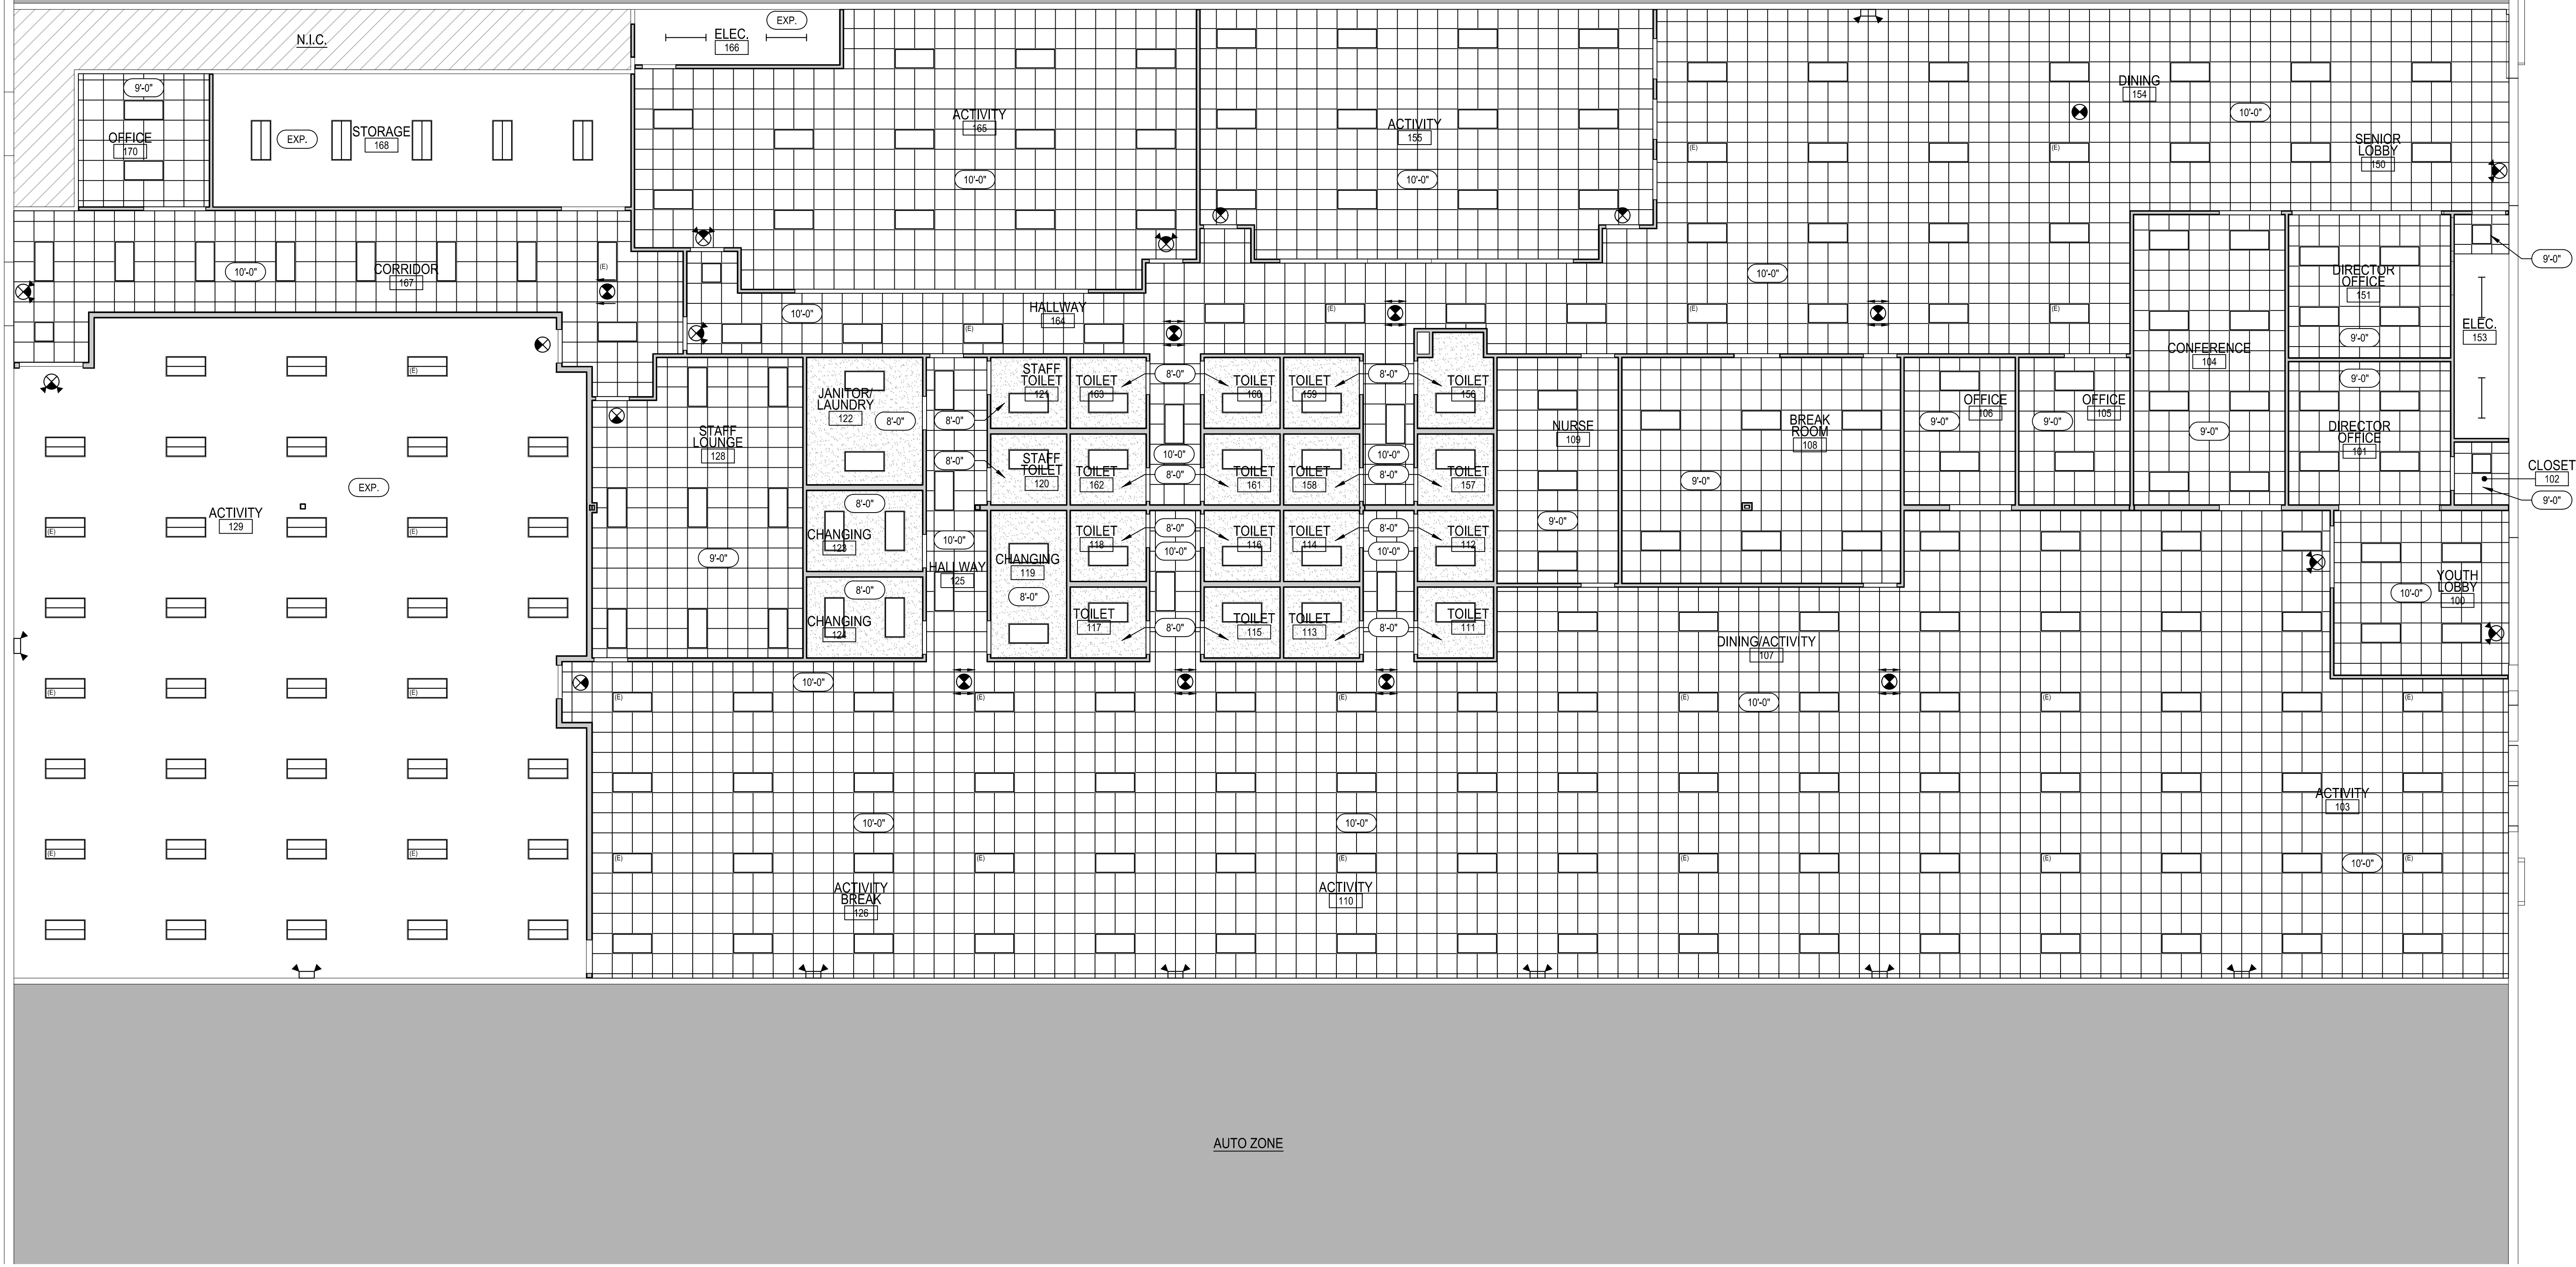 N.I.C.
EXP.
ELEC.
166
9'-0"
OFFICE
170
EXP.
STORAGE
168
ACTIVITY
165
10'-0"
ACTIVITY
155
10'-0"
DINING
154
10'-0"
(E)
(E)
SENIOR
LOBBY
150
10'-0"
CORRIDOR
167
(E)
10'-0"
HALLWAY
164
(E)
(E)
10'-0"
(E)
(E)
DIRECTOR
OFFICE
151
9'-0"
9'-0"
ELEC.
153
CONFERENCE
104
9'-0"
9'-0"
DIRECTOR
OFFICE
101
CLOSET
102
9'-0"
STAFF
LOUNGE
128
9'-0"
JANITOR/
LAUNDRY
122
8'-0"
8'-0"
8'-0"
STAFF
TOILET
121
STAFF
TOILET
120
TOILET
163
8'-0"
TOILET
160
TOILET
159
8'-0"
TOILET
156
TOILET
162
10'-0"
8'-0"
TOILET
161
TOILET
158
10'-0"
8'-0"
TOILET
157
NURSE
109
9'-0"
BREAK
ROOM
108
9'-0"
OFFICE
106
9'-0"
OFFICE
105
9'-0"
8'-0"
CHANGING
123
8'-0"
CHANGING
124
10'-0"
HALLWAY
125
CHANGING
119
8'-0"
TOILET
118
8'-0"
10'-0"
TOILET
116
TOILET
114
8'-0"
10'-0"
TOILET
112
TOILET
117
8'-0"
TOILET
115
TOILET
113
8'-0"
TOILET
111
YOUTH
LOBBY
100
10'-0"
DINING/ACTIVITY
107
10'-0"
(E)
EXP.
ACTIVITY
129
(E)
(E)
(E)
(E)
(E)
(E)
10'-0"
(E)
(E)
(E)
(E)
(E)
(E)
10'-0"
10'-0"
ACTIVITY
103
10'-0"
(E)
(E)
(E)
(E)
(E)
(E)
ACTIVITY
BREAK
126
ACTIVITY
110
AUTO ZONE